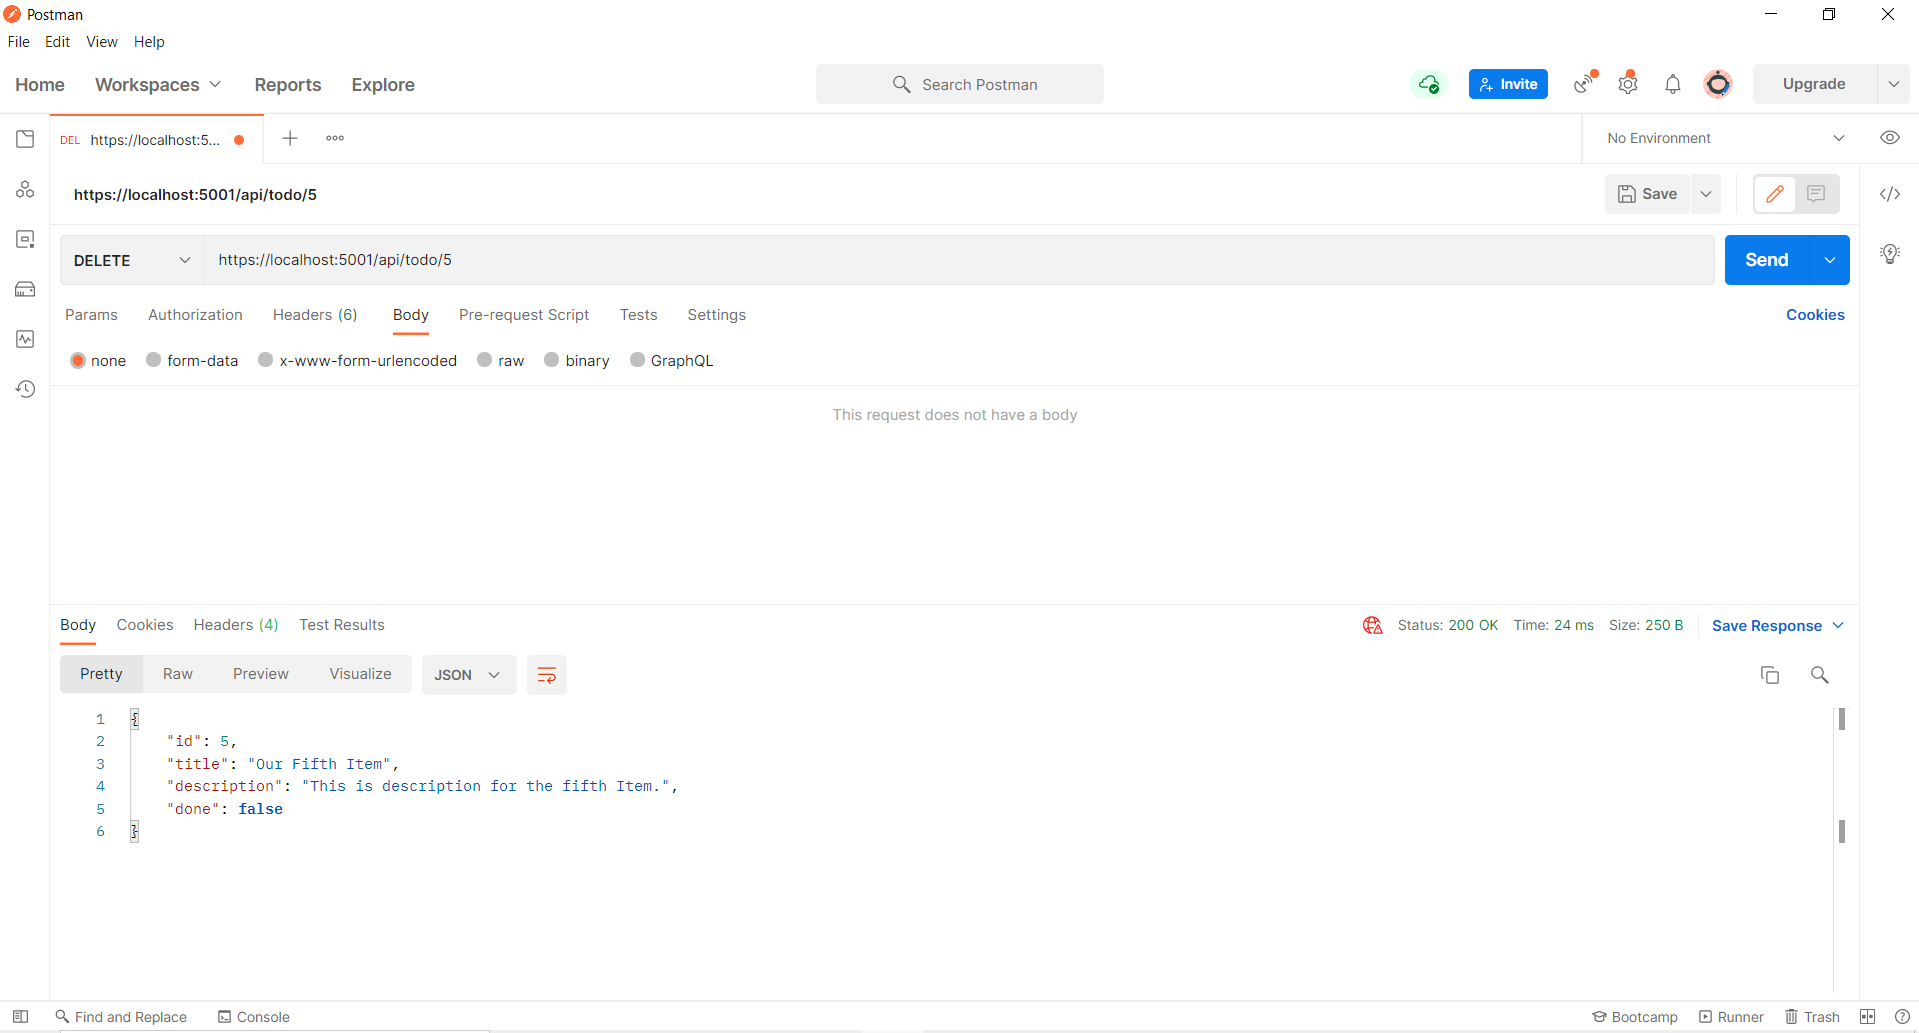 Postman
File Edit View Help
Home Workspaces Reports Explore Search Postman Invite Upgrade
DEL https://localhost:5... No Environment
https://localhost:5001/api/todo/5 Save
DELETE https://localhost:5001/api/todo/5 Send
Params Authorization Headers (6) Body Pre-request Script Tests Settings Cookies
none form-data x-www-form-urlencoded raw binary GraphQL
This request does not have a body
Body Cookies Headers (4) Test Results Status: 200 OK Time: 24 ms Size: 250 B Save Response
Pretty Raw Preview Visualize JSON
1 {
2 "id": 5,
3 "title": "Our Fifth Item",
4 "description": "This is description for the fifth Item.",
5 "done": false
6 }
Find and Replace Console Bootcamp Runner Trash